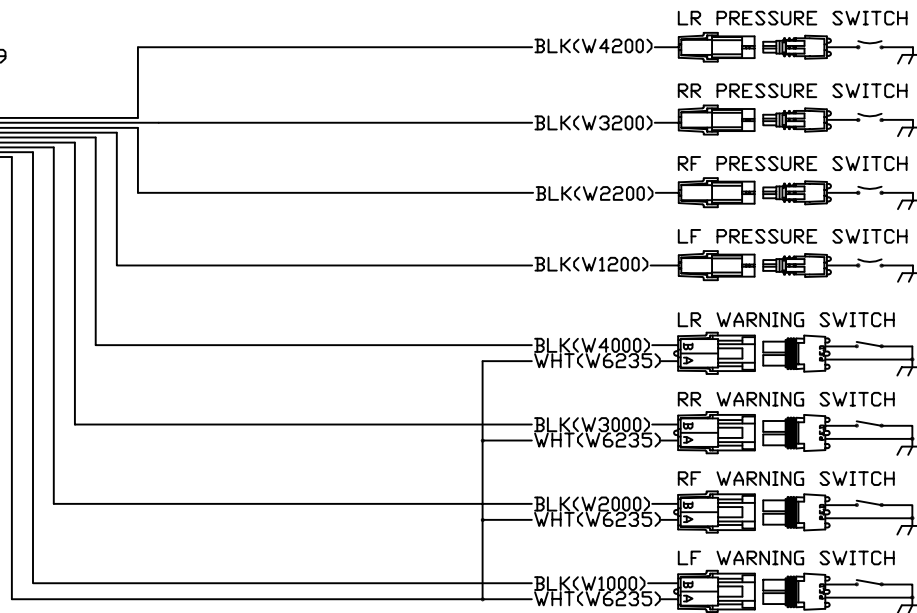 9
LR PRESSURE SWITCH
BLK(W4200)
RR PRESSURE SWITCH
BLK(W3200)
RF PRESSURE SWITCH
BLK(W2200)
LF PRESSURE SWITCH
BLK(W1200)
LR WARNING SWITCH
BLK(W4000)
B
WHT(W6235)
A
RR WARNING SWITCH
BLK(W3000)
B
WHT(W6235)
A
RF WARNING SWITCH
BLK(W2000)
B
WHT(W6235)
A
LF WARNING SWITCH
BLK(W1000)
B
WHT(W6235)
A